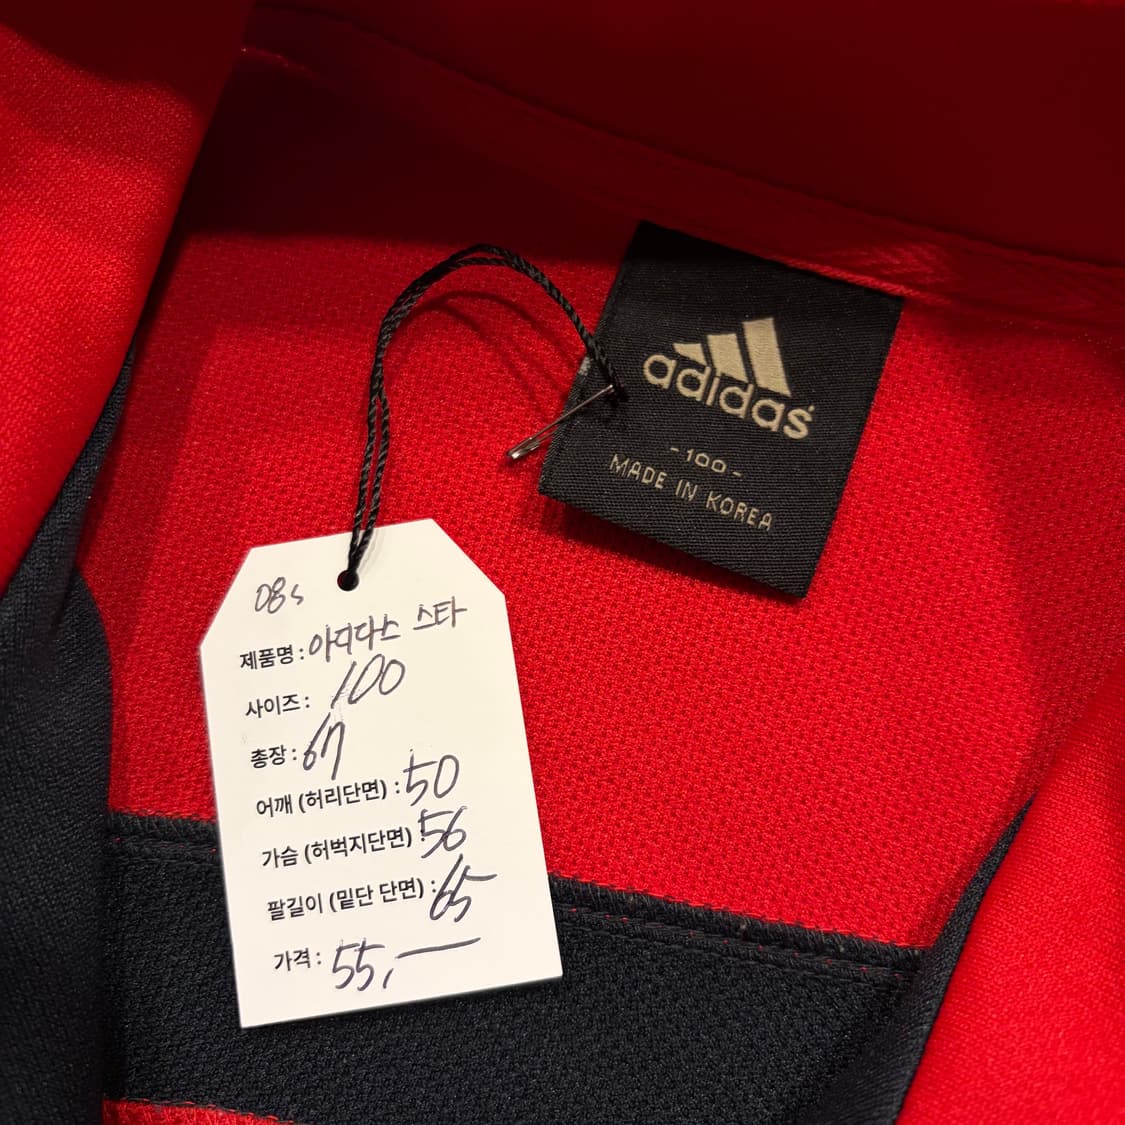 adidas
- 100 -
MADE IN KOREA
08s
제품명 : 아디다스 스타
사이즈 : 100
총장 : 67
어깨 (허리단면) : 50
가슴 (허벅지단면) : 56
팔길이 (밑단 단면) : 65
가격 : 55,—